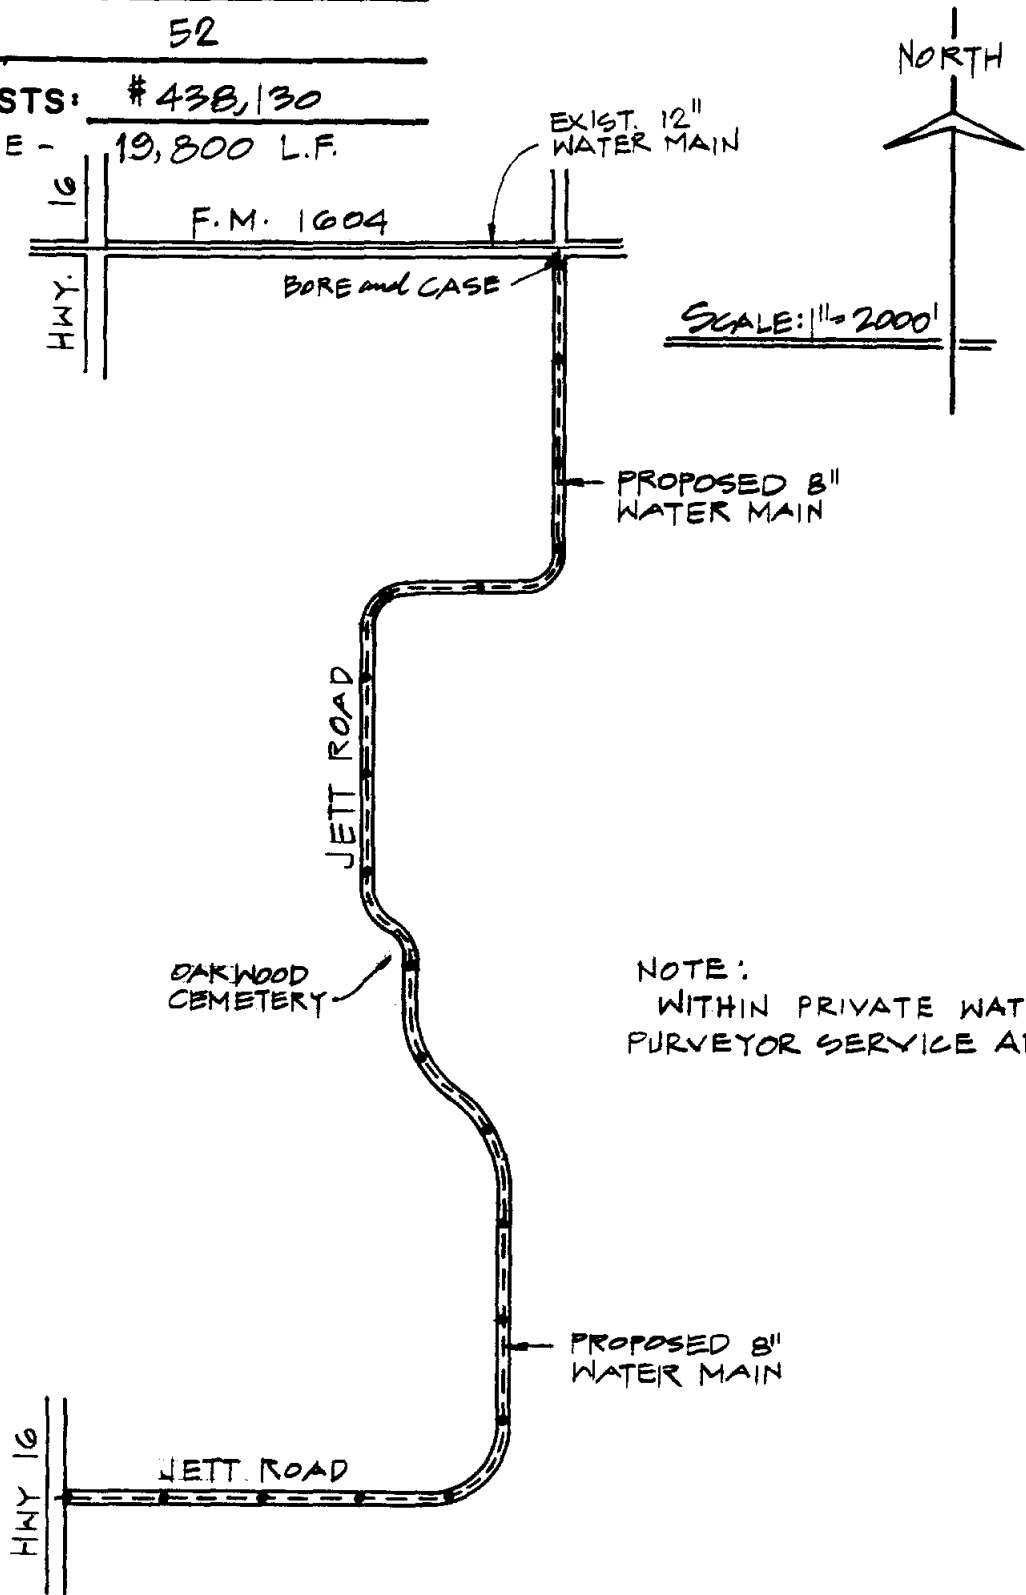 52
STS: $438,130
E - 19,800 L.F.
NORTH
EXIST. 12"
WATER MAIN
HWY. 16
F.M. 1604
BORE and CASE
SCALE: 1"=2000'
PROPOSED 8"
WATER MAIN
JETT ROAD
OAKWOOD
CEMETERY
NOTE:
WITHIN PRIVATE WAT
PURVEYOR SERVICE A
PROPOSED 8"
WATER MAIN
HWY 16
JETT ROAD